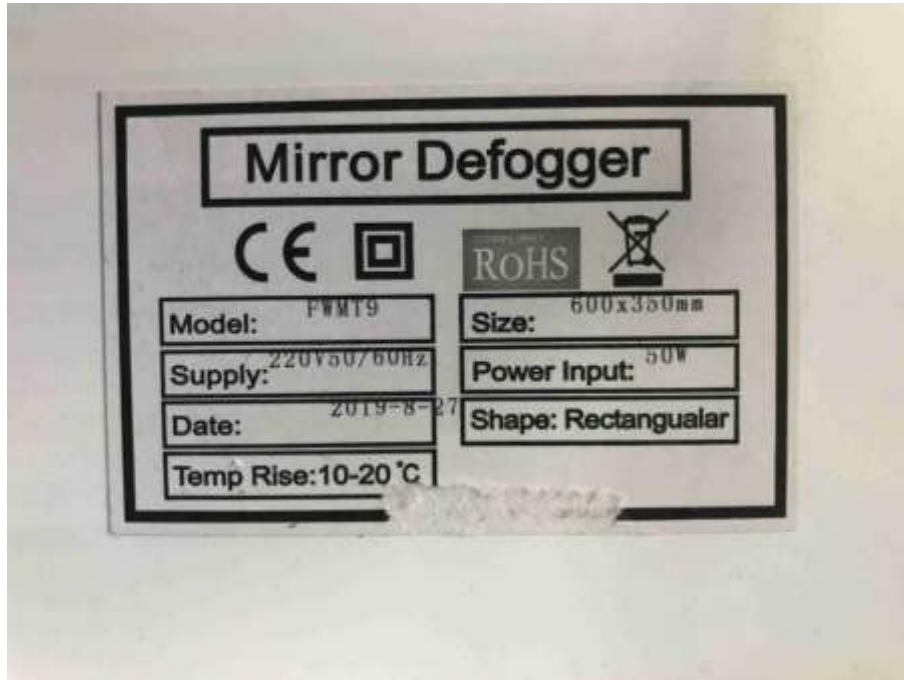 Mirror Defogger
CE RoHS
Model: FWMT9
Size: 600x350mm
Supply: 220V50/60Hz
Power Input: 50W
Date: 2019-8-27
Shape: Rectangualar
Temp Rise:10-20℃